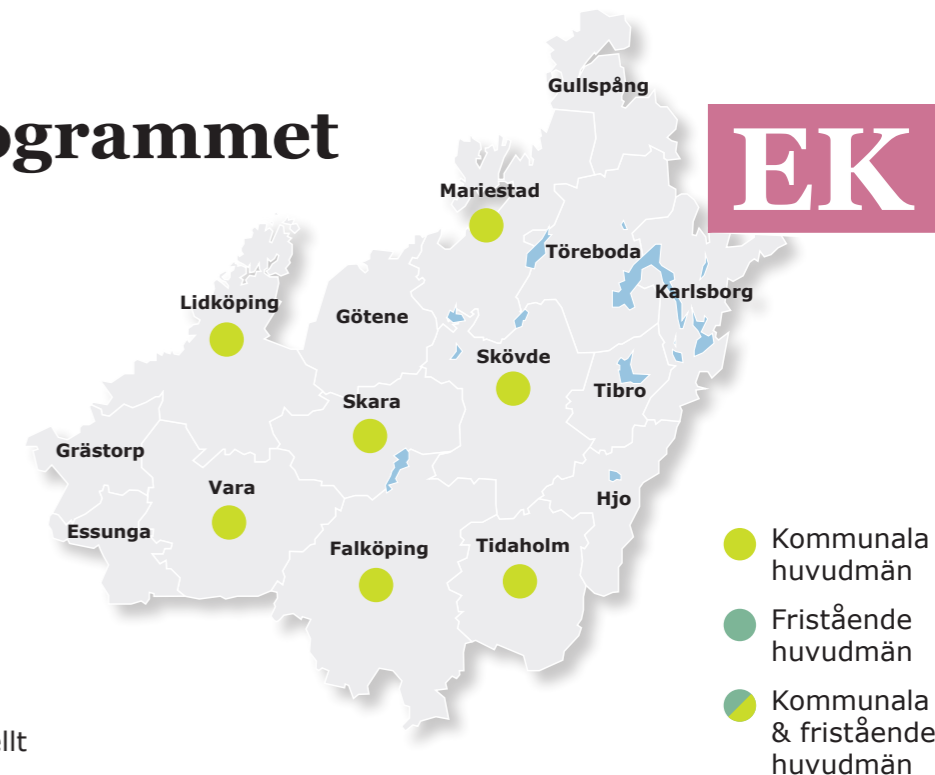 ogrammet
EK
Gullspång
Mariestad
Töreboda
Karlsborg
Lidköping
Götene
Skövde
Tibro
Skara
Grästorp
Vara
Hjo
Essunga
Falköping
Tidaholm
Kommunala
huvudmän
Fristående
huvudmän
Kommunala
& fristående
huvudmän
llt